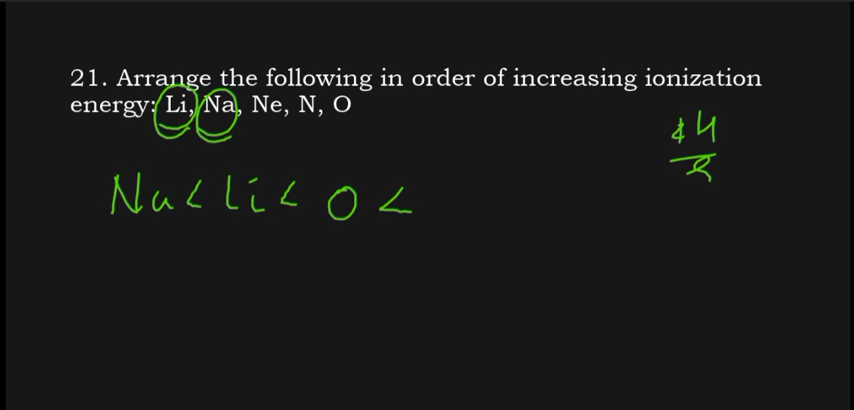 21. Arrange the following in order of increasing ionization
energy: Li, Na, Ne, N, O
Na < Li < O <